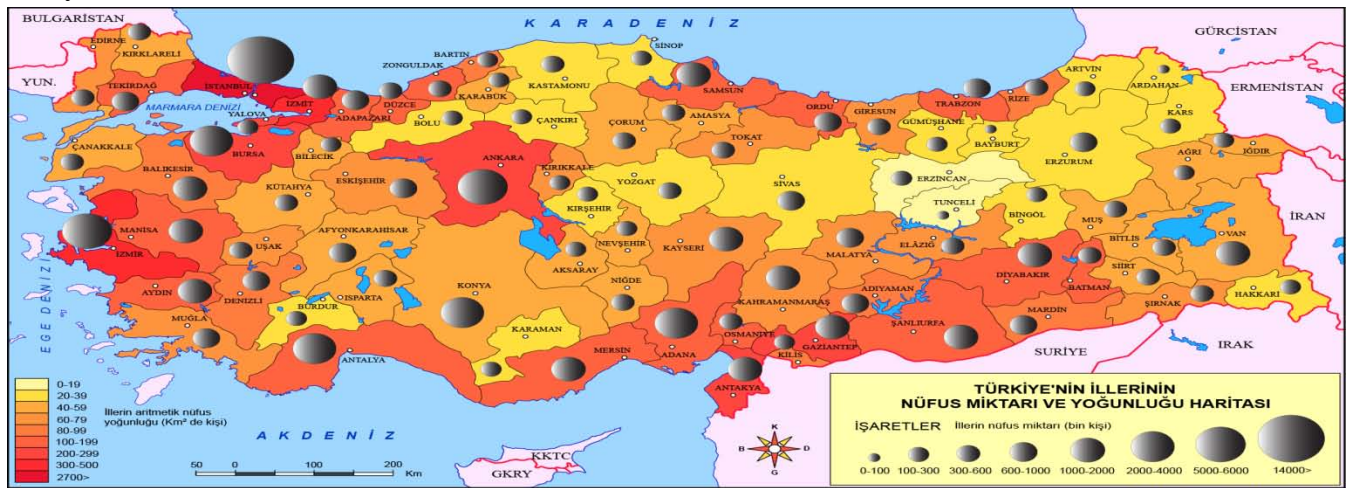 BULGARİSTAN
KARADENİZ
GÜRCİSTAN
EDİRNE
KIRKLARELİ
BARTIN
SİNOP
YUN.
ZONGULDAK
KASTAMONU
ARTVİN
ARDAHAN
ERMENİSTAN
TEKİRDAĞ
İSTANBUL
KARABÜK
SAMSUN
TRABZON
RİZE
MARMARA DENİZİ
İZMİT
DÜZCE
ORDU
GİRESUN
KARS
YALOVA
ADAPAZARI
BOLU
ÇANKIRI
ÇORUM
AMASYA
GÜMÜŞHANE
BAYBURT
ÇANAKKALE
BURSA
BİLECİK
TOKAT
ERZURUM
AĞRI
IĞDIR
BALIKESİR
ANKARA
KIRIKKALE
ERZİNCAN
ESKİŞEHİR
YOZGAT
SİVAS
KÜTAHYA
TUNCELİ
İRAN
MANİSA
KIRŞEHİR
BİNGÖL
MUŞ
UŞAK
AFYONKARAHİSAR
NEVŞEHİR
KAYSERİ
ELÂZIĞ
BİTLİS
VAN
İZMİR
AKSARAY
MALATYA
SİİRT
EGE DENİZİ
AYDIN
DENİZLİ
ISPARTA
KONYA
NİĞDE
DİYABAKIR
BATMAN
BURDUR
KAHRAMANMARAŞ
ADIYAMAN
ŞIRNAK
HAKKARİ
MUĞLA
KARAMAN
OSMANİYE
GAZİANTEP
ŞANLIURFA
MARDİN
ANTALYA
MERSİN
ADANA
KİLİS
SURİYE
IRAK
ANTAKYA
0-19
20-39
40-59
60-79
80-99
100-199
200-299
300-500
2700>
İllerin aritmetik nüfus
yoğunluğu (Km² de kişi)
AKDENİZ
50 0 100 200
Km
KKTC
GKRY
K
B D
G
TÜRKİYE'NİN İLLERİNİN
NÜFUS MİKTARI VE YOĞUNLUĞU HARİTASI
İŞARETLER İllerin nüfus miktarı (bin kişi)
0-100 100-300 300-600 600-1000 1000-2000 2000-4000 5000-6000 14000>